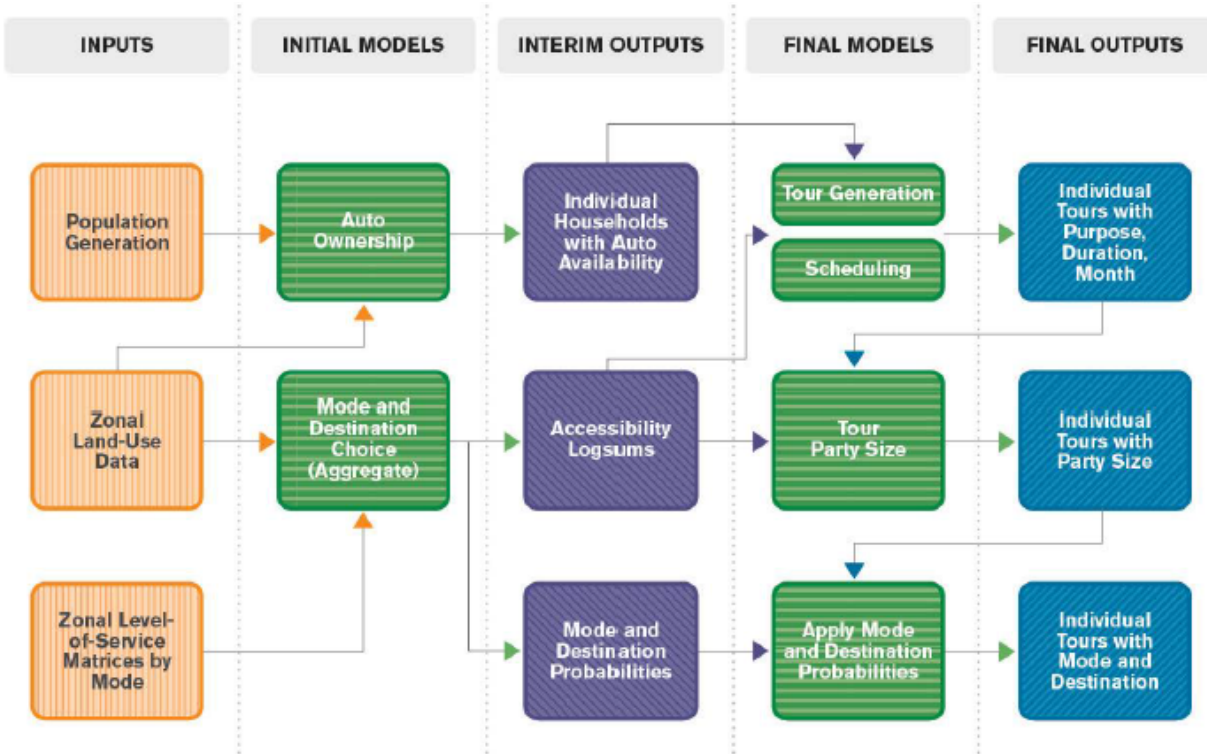 INPUTS
INITIAL MODELS
INTERIM OUTPUTS
FINAL MODELS
FINAL OUTPUTS
Population
Generation
Auto
Ownership
Individual
Households
with Auto
Availability
Tour Generation
Scheduling
Individual
Tours with
Purpose,
Duration,
Month
Zonal
Land-Use
Data
Mode and
Destination
Choice
(Aggregate)
Accessibility
Logsums
Tour
Party Size
Individual
Tours with
Party Size
Zonal Level-
of-Service
Matrices by
Mode
Mode and
Destination
Probabilities
Apply Mode
and Destination
Probabilities
Individual
Tours with
Mode and
Destination